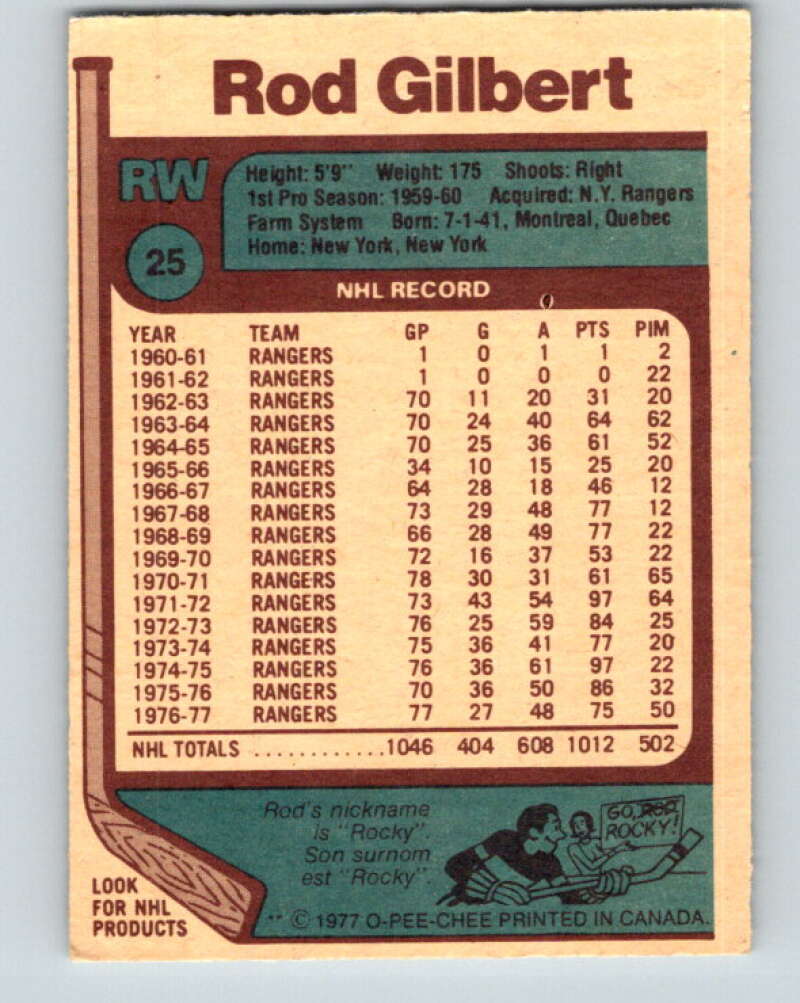 Rod Gilbert
RW
Height: 5'9" Weight: 175 Shoots: Right
1st Pro Season: 1959-60 Acquired: N.Y. Rangers
Farm System Born: 7-1-41, Montreal, Quebec
Home: New York, New York
25
NHL RECORD
YEAR TEAM GP G A PTS PIM
1960-61 RANGERS 1 0 1 1 2
1961-62 RANGERS 1 0 0 0 22
1962-63 RANGERS 70 11 20 31 20
1963-64 RANGERS 70 24 40 64 62
1964-65 RANGERS 70 25 36 61 52
1965-66 RANGERS 34 10 15 25 20
1966-67 RANGERS 64 28 18 46 12
1967-68 RANGERS 73 29 48 77 12
1968-69 RANGERS 66 28 49 77 22
1969-70 RANGERS 72 16 37 53 22
1970-71 RANGERS 78 30 31 61 65
1971-72 RANGERS 73 43 54 97 64
1972-73 RANGERS 76 25 59 84 25
1973-74 RANGERS 75 36 41 77 20
1974-75 RANGERS 76 36 61 97 22
1975-76 RANGERS 70 36 50 86 32
1976-77 RANGERS 77 27 48 75 50
NHL TOTALS ............1046 404 608 1012 502
Rod's nickname
is "Rocky".
Son surnom
est "Rocky".
GO, ROD
ROCKY!
LOOK
FOR NHL
PRODUCTS
** © 1977 O-PEE-CHEE PRINTED IN CANADA.